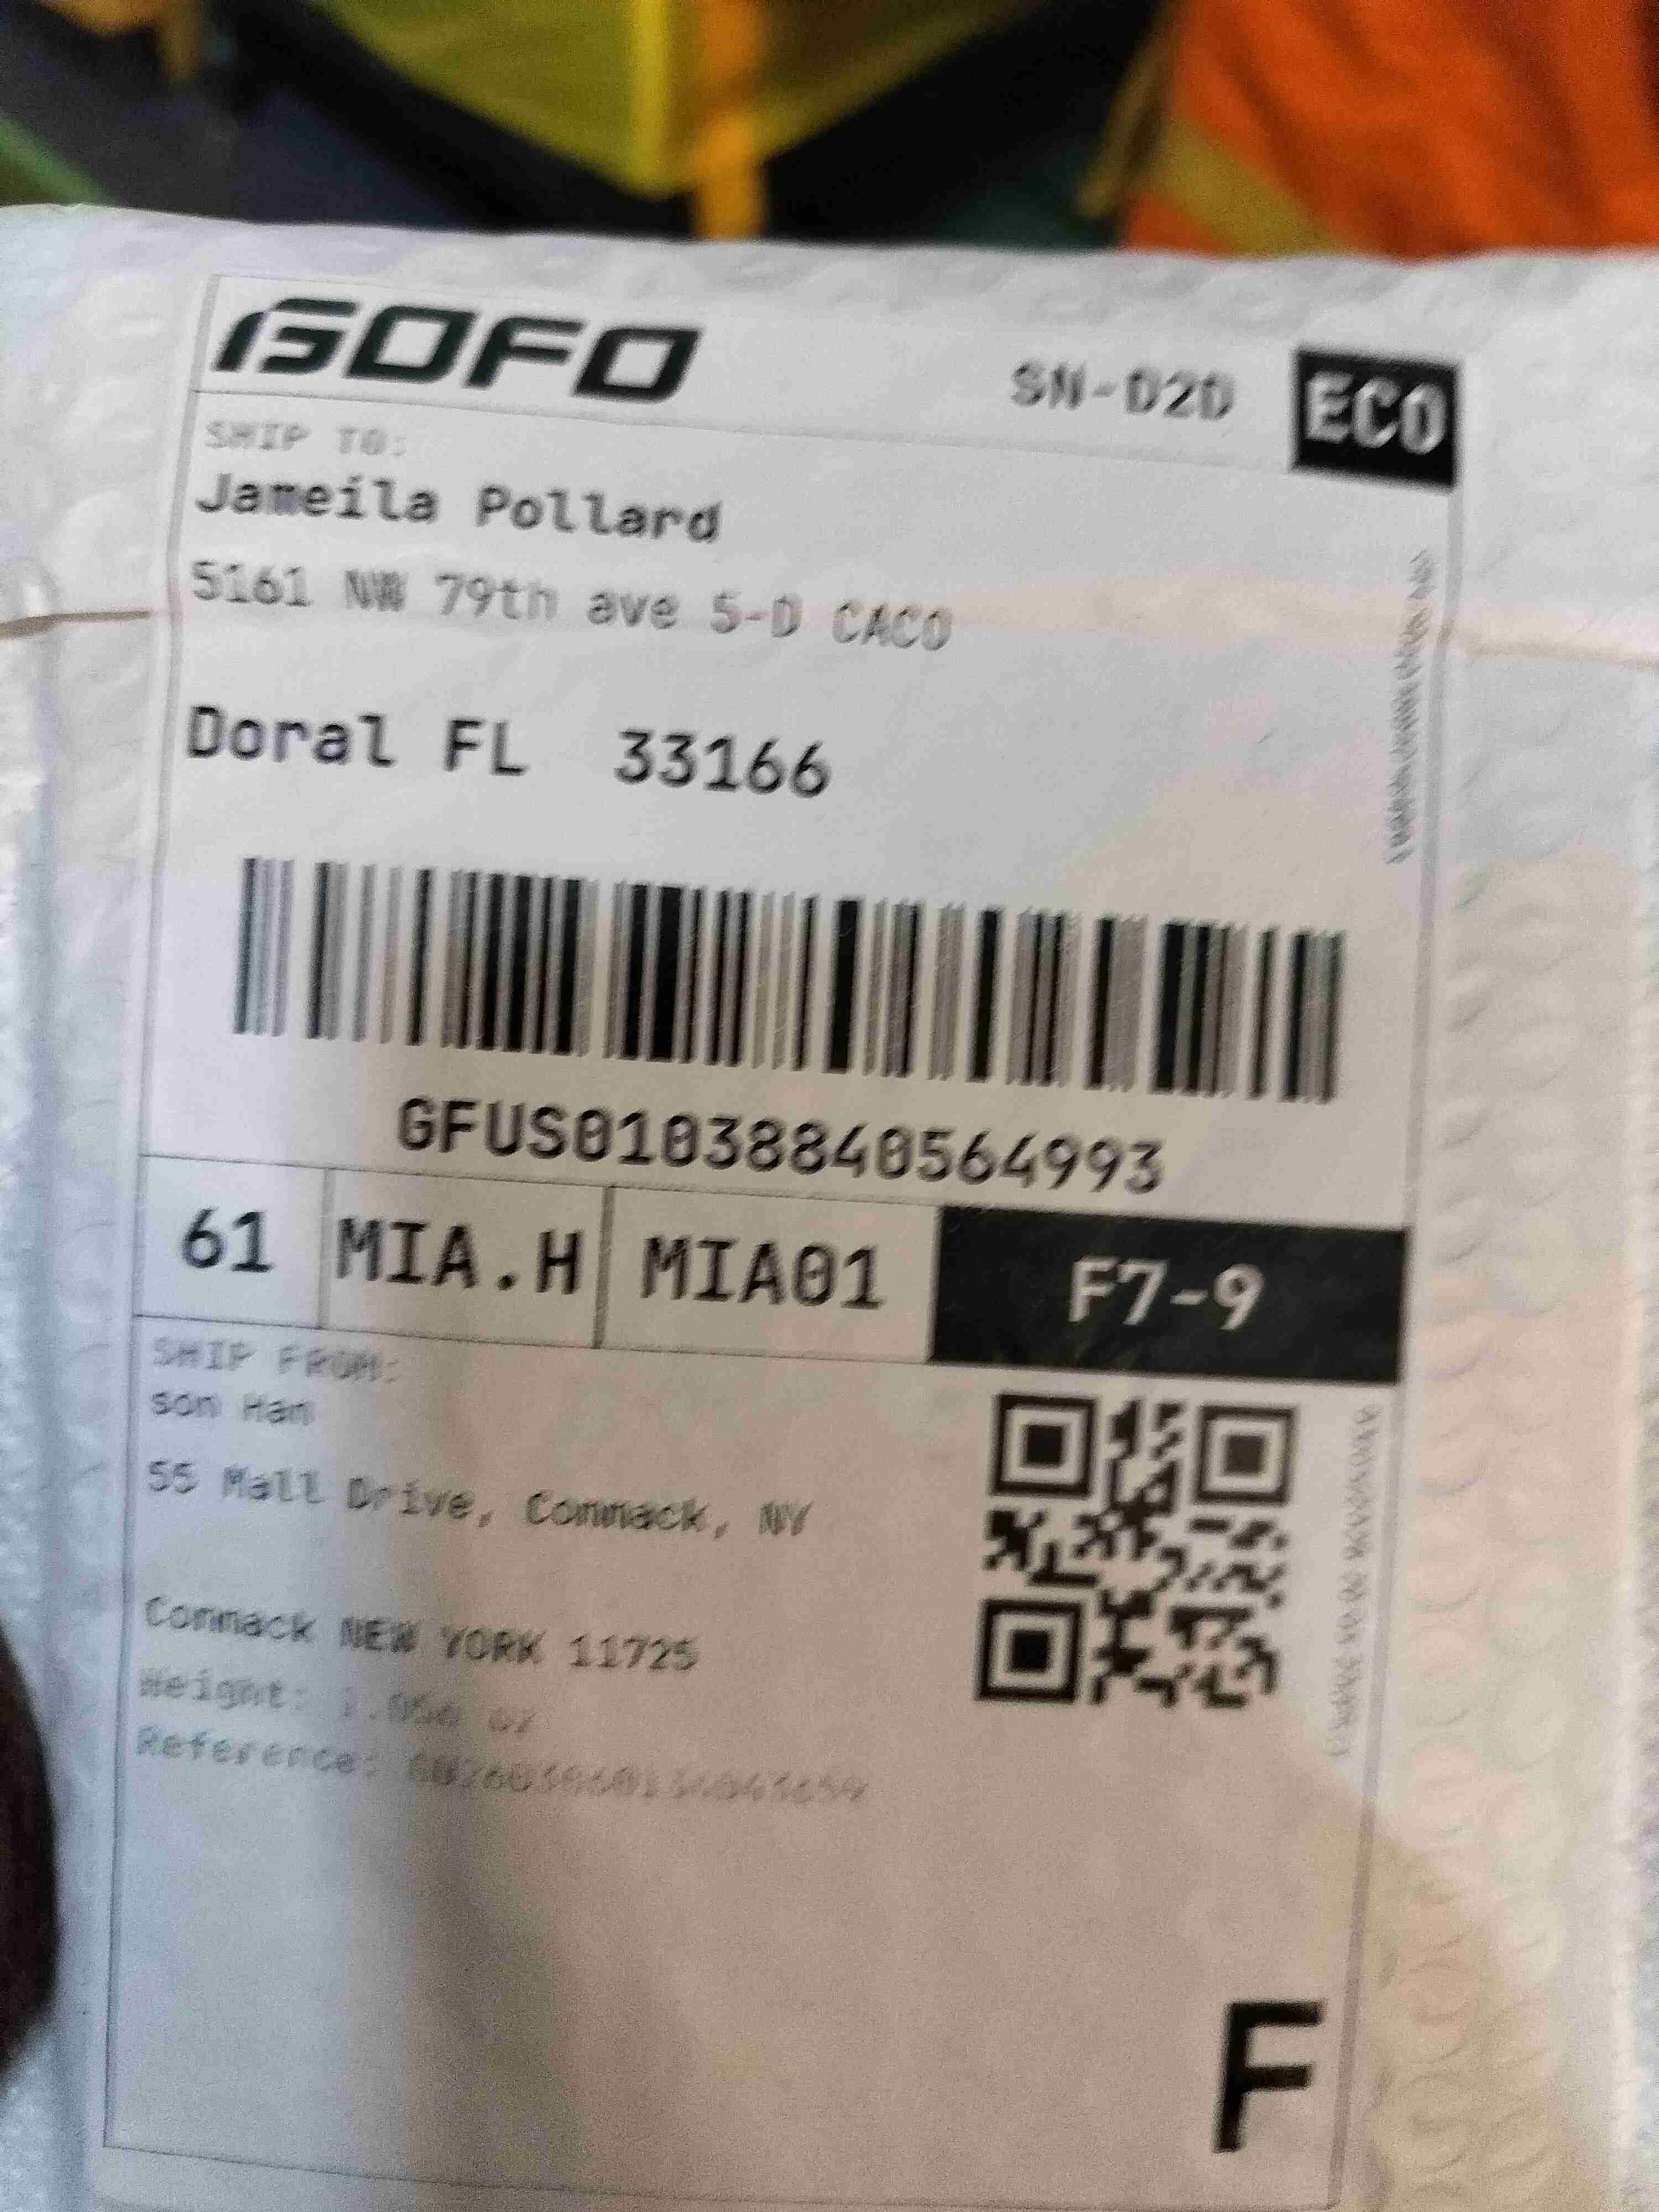 GOFO
SN-D2D
ECO
SHIP TO:
Jameila Pollard
5161 NW 79th ave 5-D CACO
Doral FL 33166
GFUS01038840564993
61
MIA.H
MIA01
F7-9
SHIP FROM:
son Han
55 Mall Drive, Commack, NY
Commack NEW YORK 11725
Weight:
Reference:
F